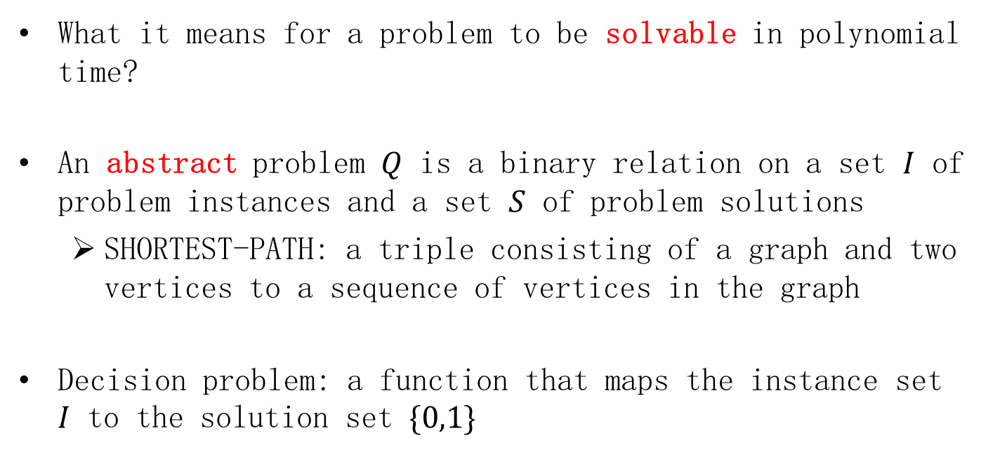 • What it means for a problem to be solvable in polynomial
time?
• An abstract problem Q is a binary relation on a set I of
problem instances and a set S of problem solutions
➢ SHORTEST-PATH: a triple consisting of a graph and two
vertices to a sequence of vertices in the graph
• Decision problem: a function that maps the instance set
I to the solution set {0,1}